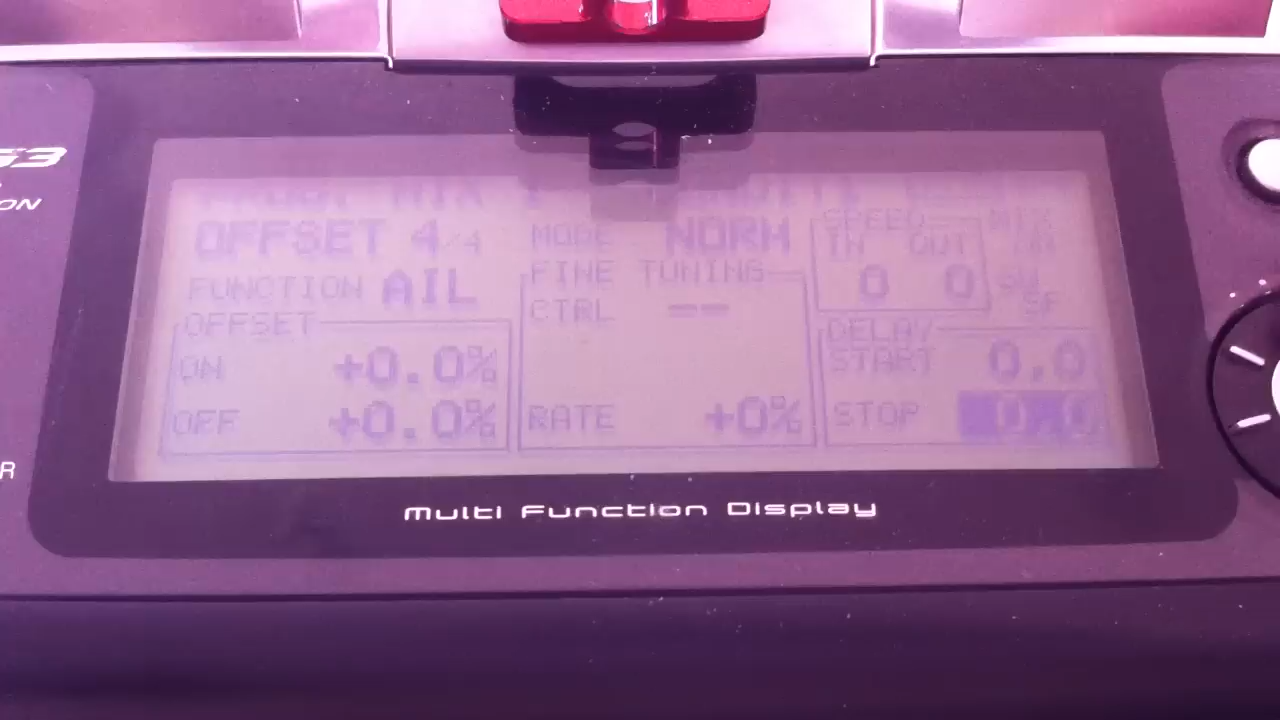 OFFSET 4/4
MODE NORM
SPEED
IN OUT
0 0
FUNCTION AIL
FINE TUNING
CTRL --
OFFSET
ON +0.0%
OFF +0.0%
RATE +0%
DELAY
START 0.0
STOP 0.0
Multi Function Display